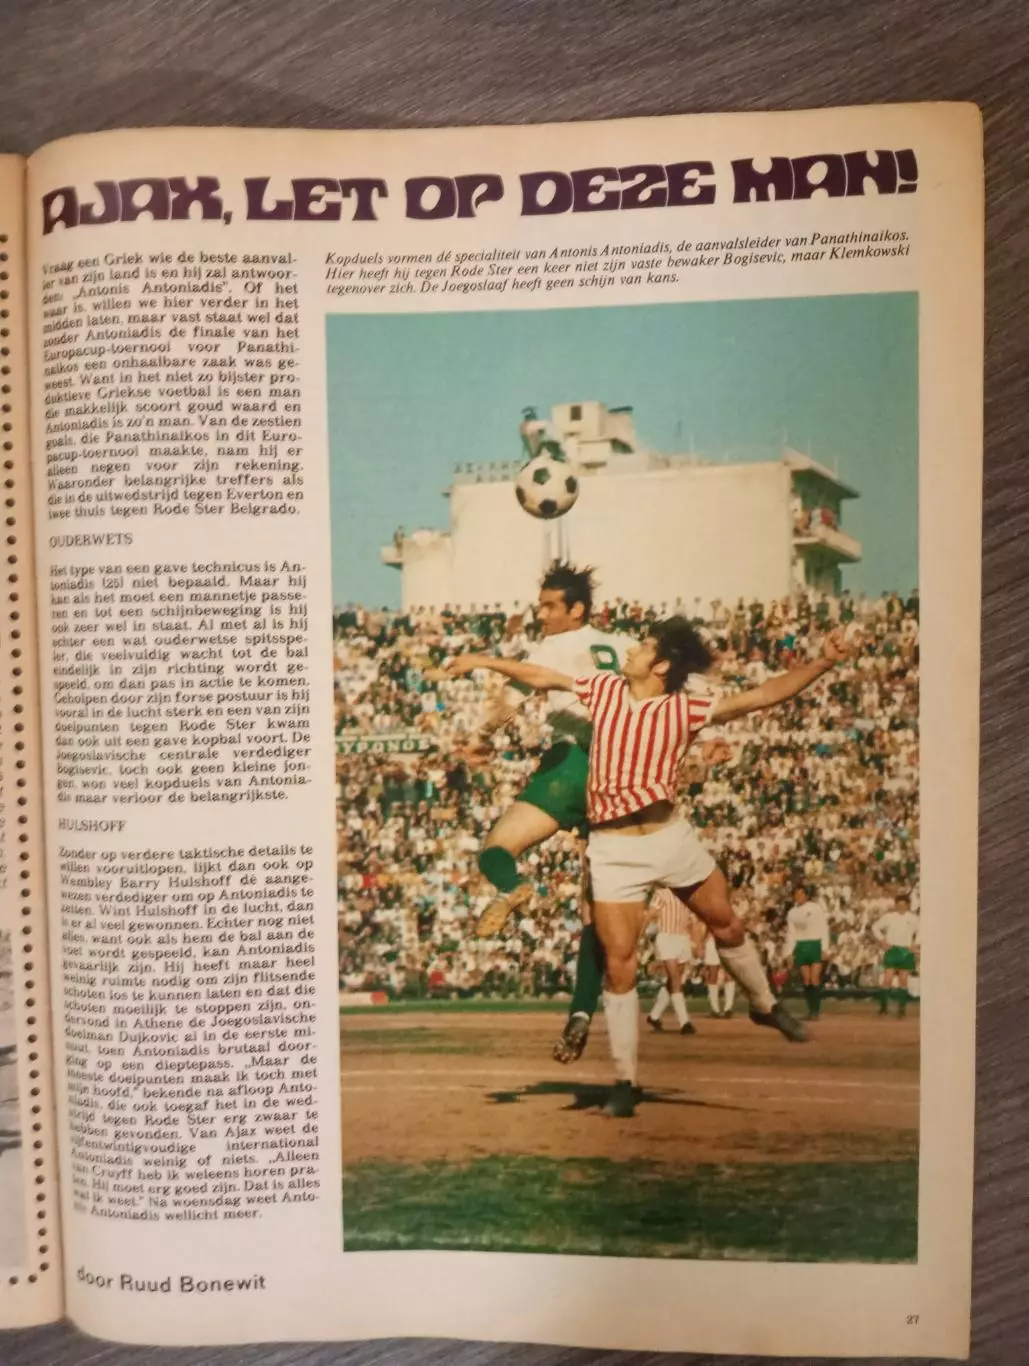 AJAX, LET OP DEZE MAN!
Kopduels vormen dé specialiteit van Antonis Antoniadis, de aanvalsleider van Panathinaikos.
Hier heeft hij tegen Rode Ster een keer niet zijn vaste bewaker Bogisevic, maar Klemkowski
tegenover zich. De Joegoslaaf heeft geen schijn van kans.
Vraag een Griek wie de beste aanval-
ler van zijn land is en hij zal antwoor-
den: „Antonis Antoniadis". Of het
waar is, willen we hier verder in het
midden laten, maar vast staat wel dat
zonder Antoniadis de finale van het
Europacup-toernooi voor Panathi-
naikos een onhaalbare zaak was ge-
weest. Want in het niet zo bijster pro-
duktieve Griekse voetbal is een man
die makkelijk scoort goud waard en
Antoniadis is zo'n man. Van de zestien
goals, die Panathinaikos in dit Euro-
pacup-toernooi maakte, nam hij er
alleen negen voor zijn rekening.
Waaronder belangrijke treffers als
die in de uitwedstrijd tegen Everton en
twee thuis tegen Rode Ster Belgrado.
OUDERWETS
Het type van een gave technicus is An-
toniadis (25) niet bepaald. Maar hij
kan als het moet een mannetje passe-
ren en tot een schijnbeweging is hij
ook zeer wel in staat. Al met al is hij
echter een wat ouderwetse spitsspe-
ler, die veelvuldig wacht tot de bal
eindelijk in zijn richting wordt ge-
speeld, om dan pas in actie te komen.
Geholpen door zijn forse postuur is hij
vooral in de lucht sterk en een van zijn
doelpunten tegen Rode Ster kwam
dan ook uit een gave kopbal voort. De
Joegoslavische centrale verdediger
Bogisevic, toch ook geen kleine jon-
gen, won veel kopduels van Antonia-
dis maar verloor de belangrijkste.
HULSHOFF
Zonder op verdere taktische details te
willen vooruitlopen, lijkt dan ook op
Wembley Barry Hulshoff dé aange-
wezen verdediger om op Antoniadis te
zetten. Wint Hulshoff in de lucht, dan
is er al veel gewonnen. Echter nog niet
alles, want ook als hem de bal aan de
voet wordt gespeeld, kan Antoniadis
gevaarlijk zijn. Hij heeft maar heel
weinig ruimte nodig om zijn flitsende
schoten los te kunnen laten en dat die
schoten moeilijk te stoppen zijn, on-
dervond in Athene de Joegoslavische
doelman Dujkovic al in de eerste mi-
nuut, toen Antoniadis brutaal door-
ging op een dieptepass. „Maar de
meeste doelpunten maak ik toch met
mijn hoofd," bekende na afloop Anto-
niadis, die ook toegaf het in de wed-
strijd tegen Rode Ster erg zwaar te
hebben gevonden. Van Ajax weet de
vijfentwintigvoudige international
Antoniadis weinig of niets. „Alleen
van Cruyff heb ik weleens horen pra-
ten. Hij moet erg goed zijn. Dat is alles
wat ik weet." Na woensdag weet Anto-
nis Antoniadis wellicht meer.
door Ruud Bonewit
27